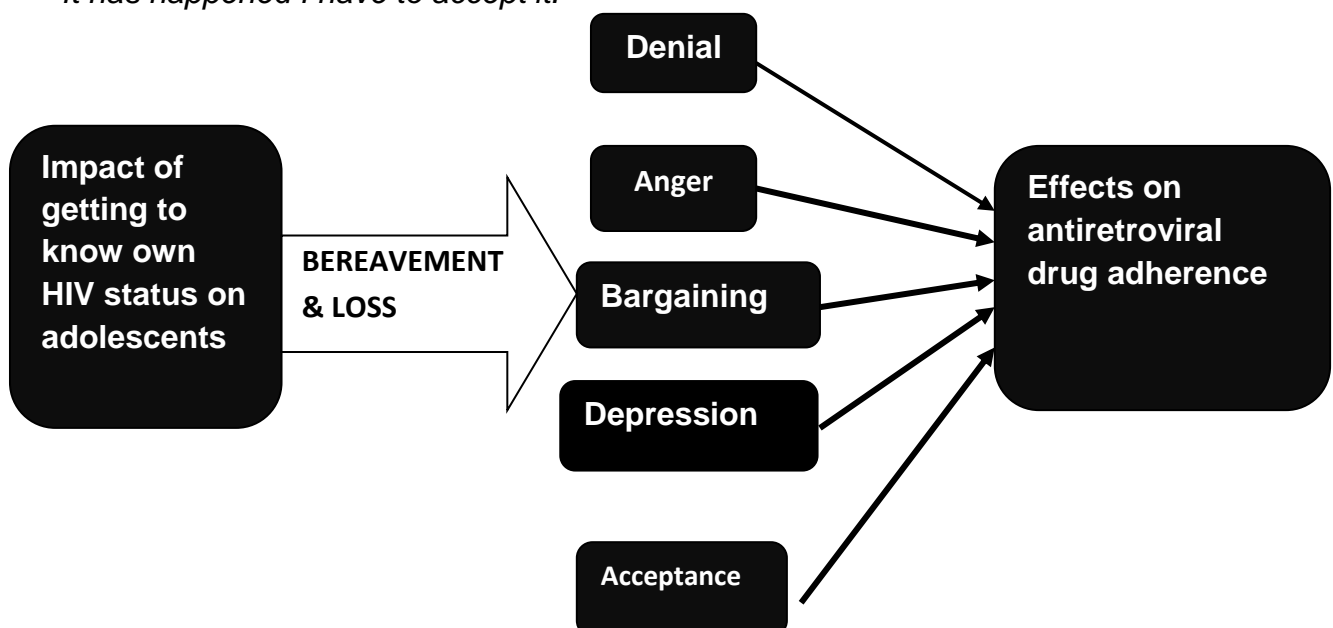 It has happened I have to accept it.
Denial
Impact of
getting to
know own
HIV status on
adolescents
BEREAVEMENT
& LOSS
Anger
Bargaining
Depression
Acceptance
Effects on
antiretroviral
drug adherence